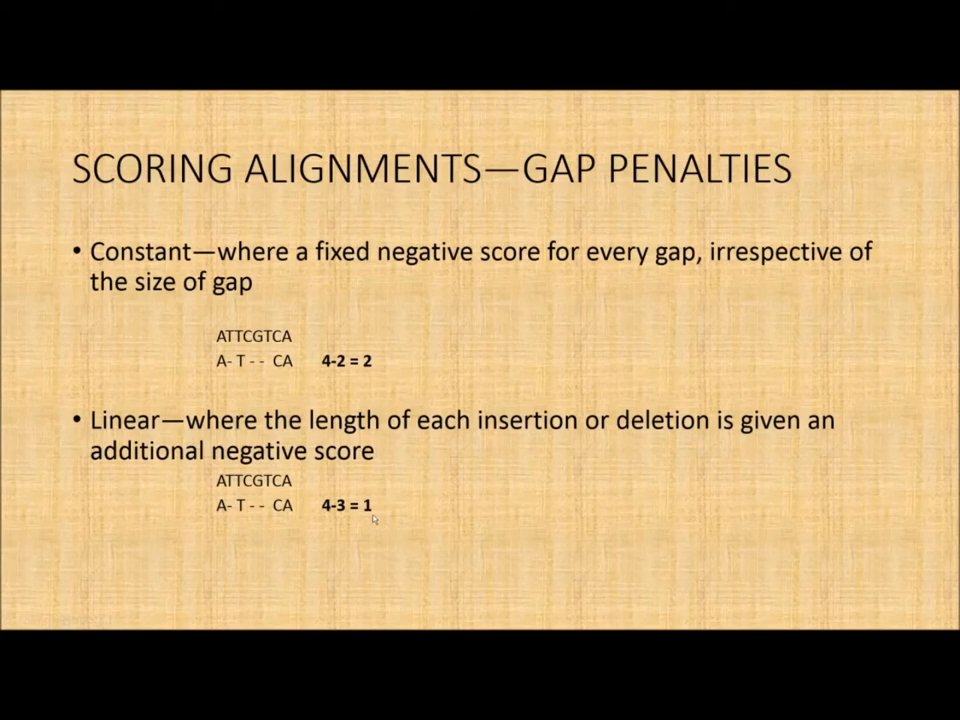 SCORING ALIGNMENTS—GAP PENALTIES
• Constant—where a fixed negative score for every gap, irrespective of
the size of gap
ATTCGTCA
A- T - -  CA 4-2 = 2
• Linear—where the length of each insertion or deletion is given an
additional negative score
ATTCGTCA
A- T - -  CA 4-3 = 1